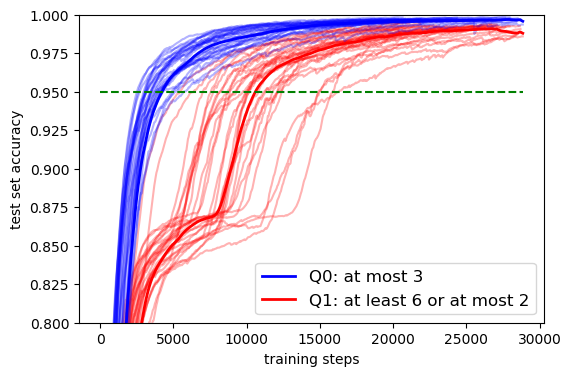 1.000
0.975
0.950
0.925
0.900
0.875
0.850
0.825
0.800
test set accuracy
Q0: at most 3
Q1: at least 6 or at most 2
0 5000 10000 15000 20000 25000 30000
training steps